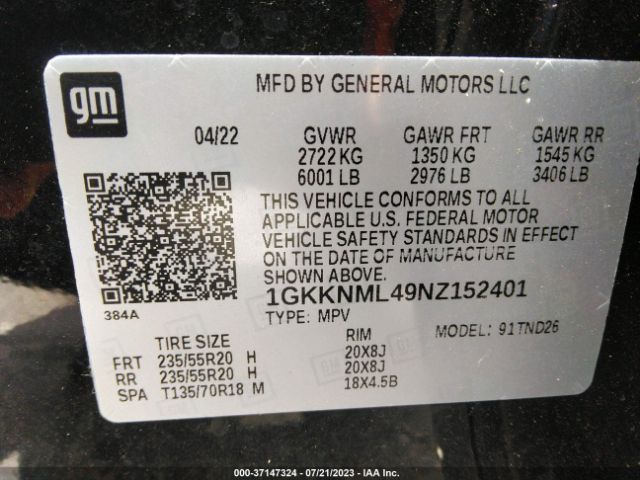 gm
MFD BY GENERAL MOTORS LLC
04/22 GVWR GAWR FRT GAWR RR
2722 KG 1350 KG 1545 KG
6001 LB 2976 LB 3406 LB
THIS VEHICLE CONFORMS TO ALL
APPLICABLE U.S. FEDERAL MOTOR
VEHICLE SAFETY STANDARDS IN EFFECT
ON THE DATE OF MANUFACTURE
SHOWN ABOVE.
384A
1GKKNML49NZ152401
TYPE: MPV MODEL: 91TND26
TIRE SIZE RIM
FRT 235/55R20 H 20X8J
RR 235/55R20 H 20X8J
SPA T135/70R18 M 18X4.5B
000-37147324 / 07/21/2023 - IAA Inc.